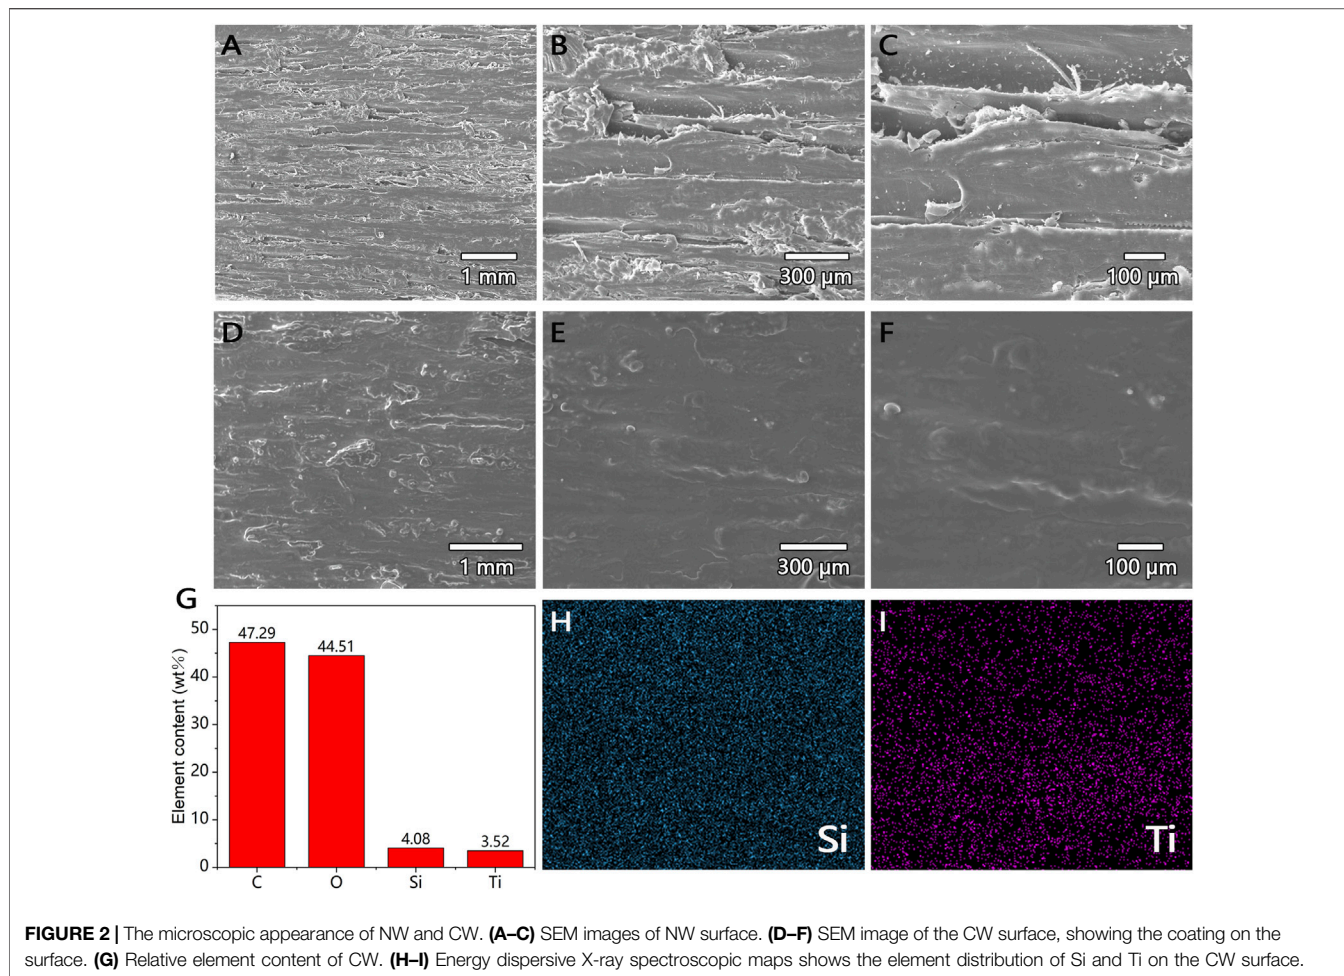 A
B
C
1 mm
300 μm
100 μm
D
E
F
1 mm
300 μm
100 μm
G
H
I
Element content (wt%)
50
40
30
20
10
0
47.29
44.51
4.08
3.52
C
O
Si
Ti
Si
Ti
FIGURE 2 | The microscopic appearance of NW and CW. (A–C) SEM images of NW surface. (D–F) SEM image of the CW surface, showing the coating on the
surface. (G) Relative element content of CW. (H–I) Energy dispersive X-ray spectroscopic maps shows the element distribution of Si and Ti on the CW surface.